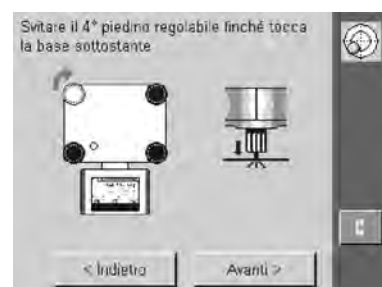 Svitare il 4° piedino regolabile finché tocca
la base sottostante
< Indietro
Avanti >